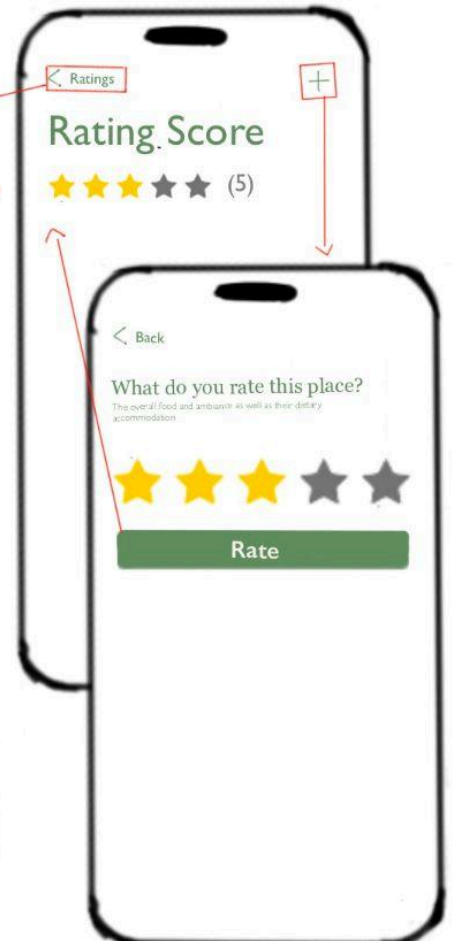 < Ratings
+
Rating Score
(5)
< Back
What do you rate this place?
The overall food and ambiance as well as their dietary
accommodation
Rate